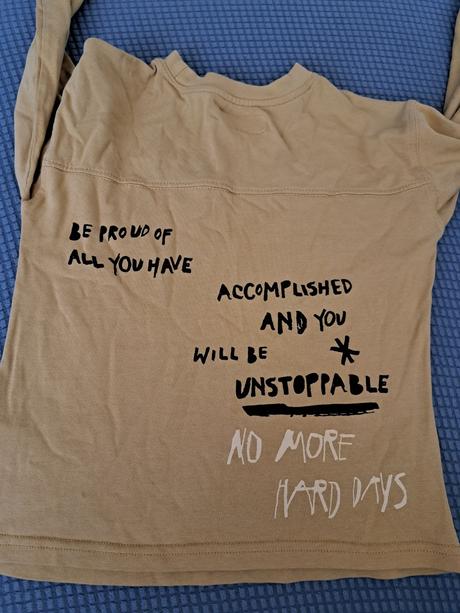 BE PROUD OF
ALL YOU HAVE
ACCOMPLISHED
AND YOU
WILL BE *
UNSTOPPABLE
NO MORE
HARD DAYS